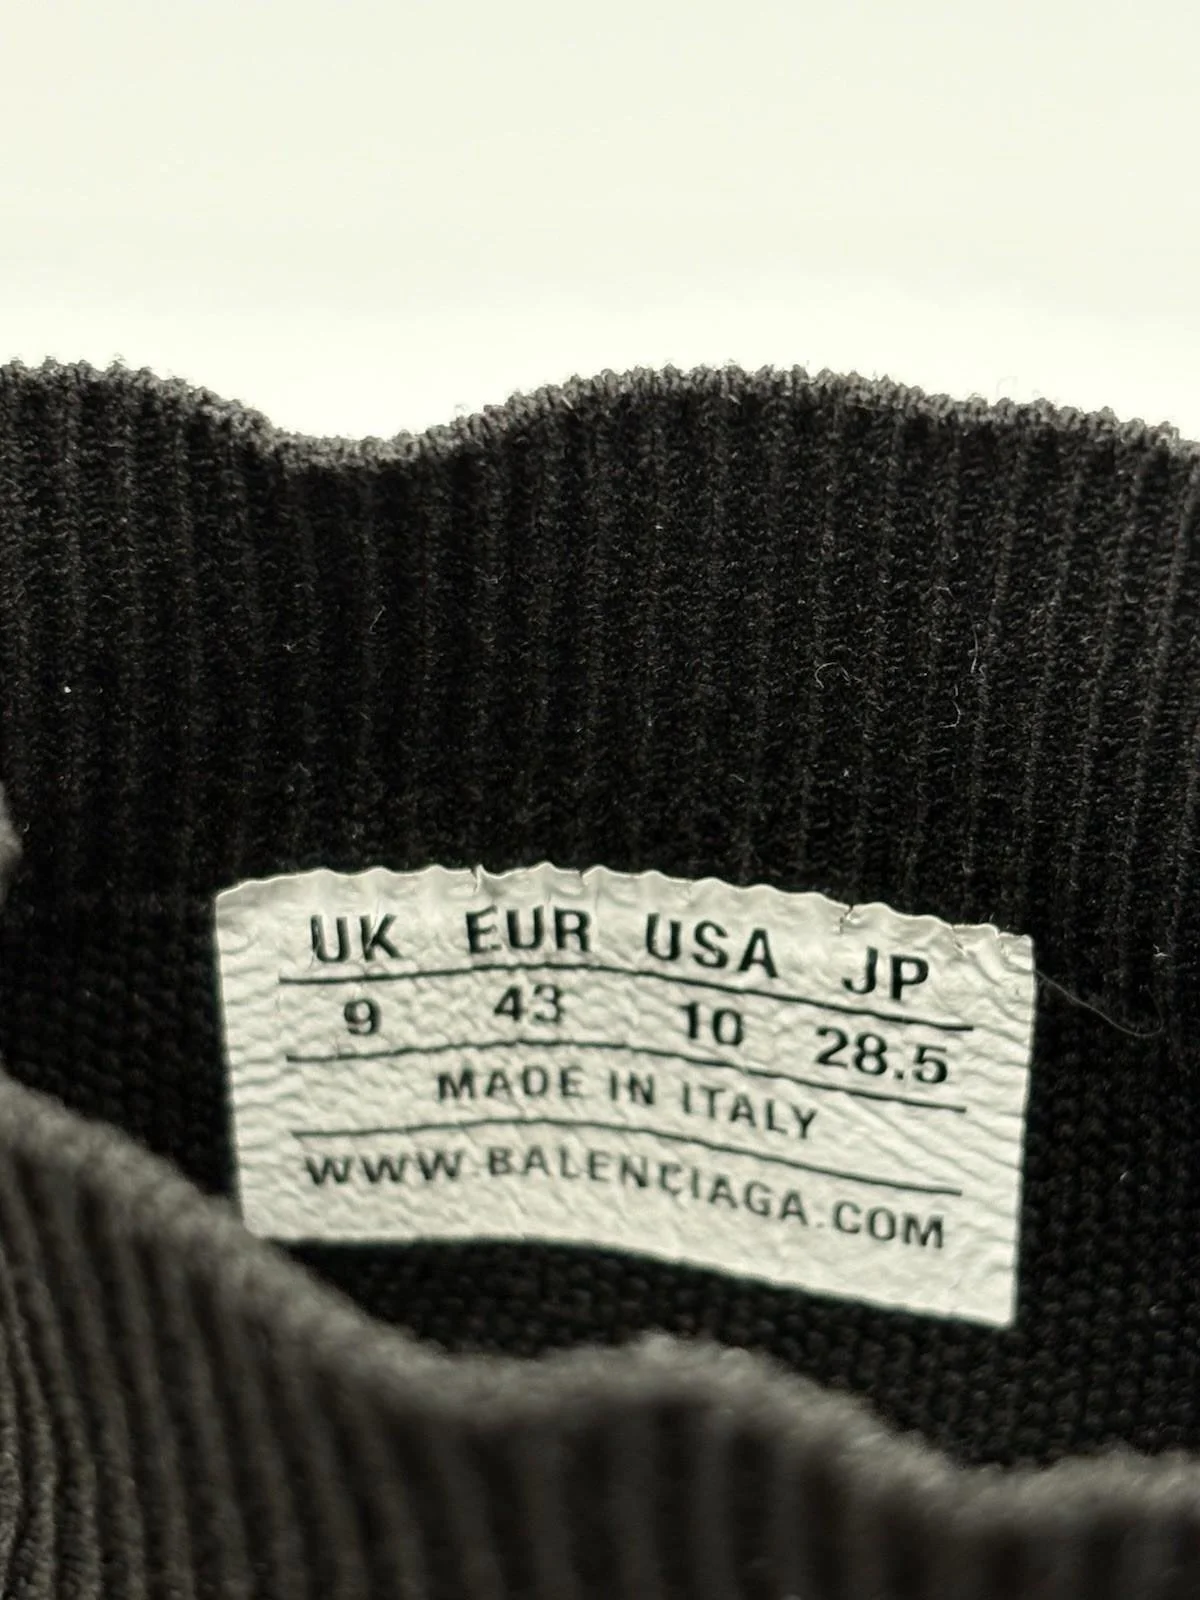 UK EUR USA JP
9 43 10 28.5
MADE IN ITALY
WWW.BALENCIAGA.COM